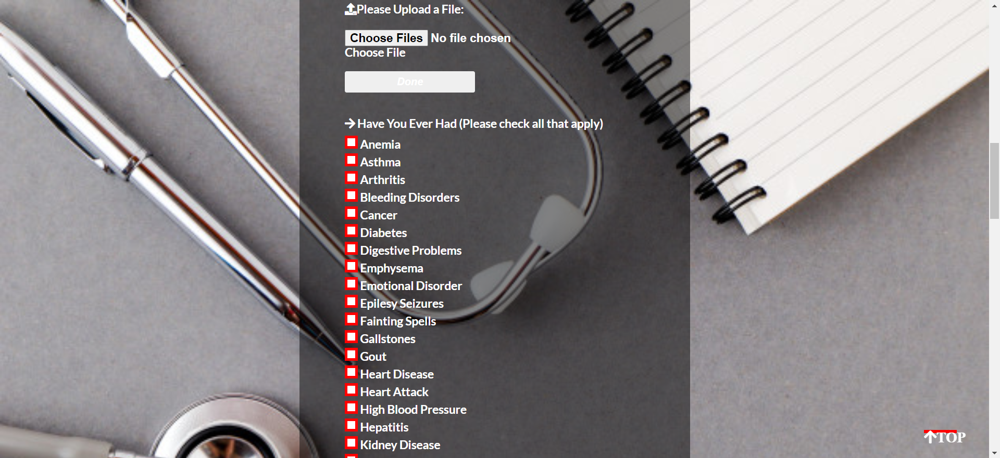 Please Upload a File:
Choose Files No file chosen
Choose File
Done
Have You Ever Had (Please check all that apply)
Anemia
Asthma
Arthritis
Bleeding Disorders
Cancer
Diabetes
Digestive Problems
Emphysema
Emotional Disorder
Epilesy Seizures
Fainting Spells
Gallstones
Gout
Heart Disease
Heart Attack
High Blood Pressure
Hepatitis
Kidney Disease
TOP